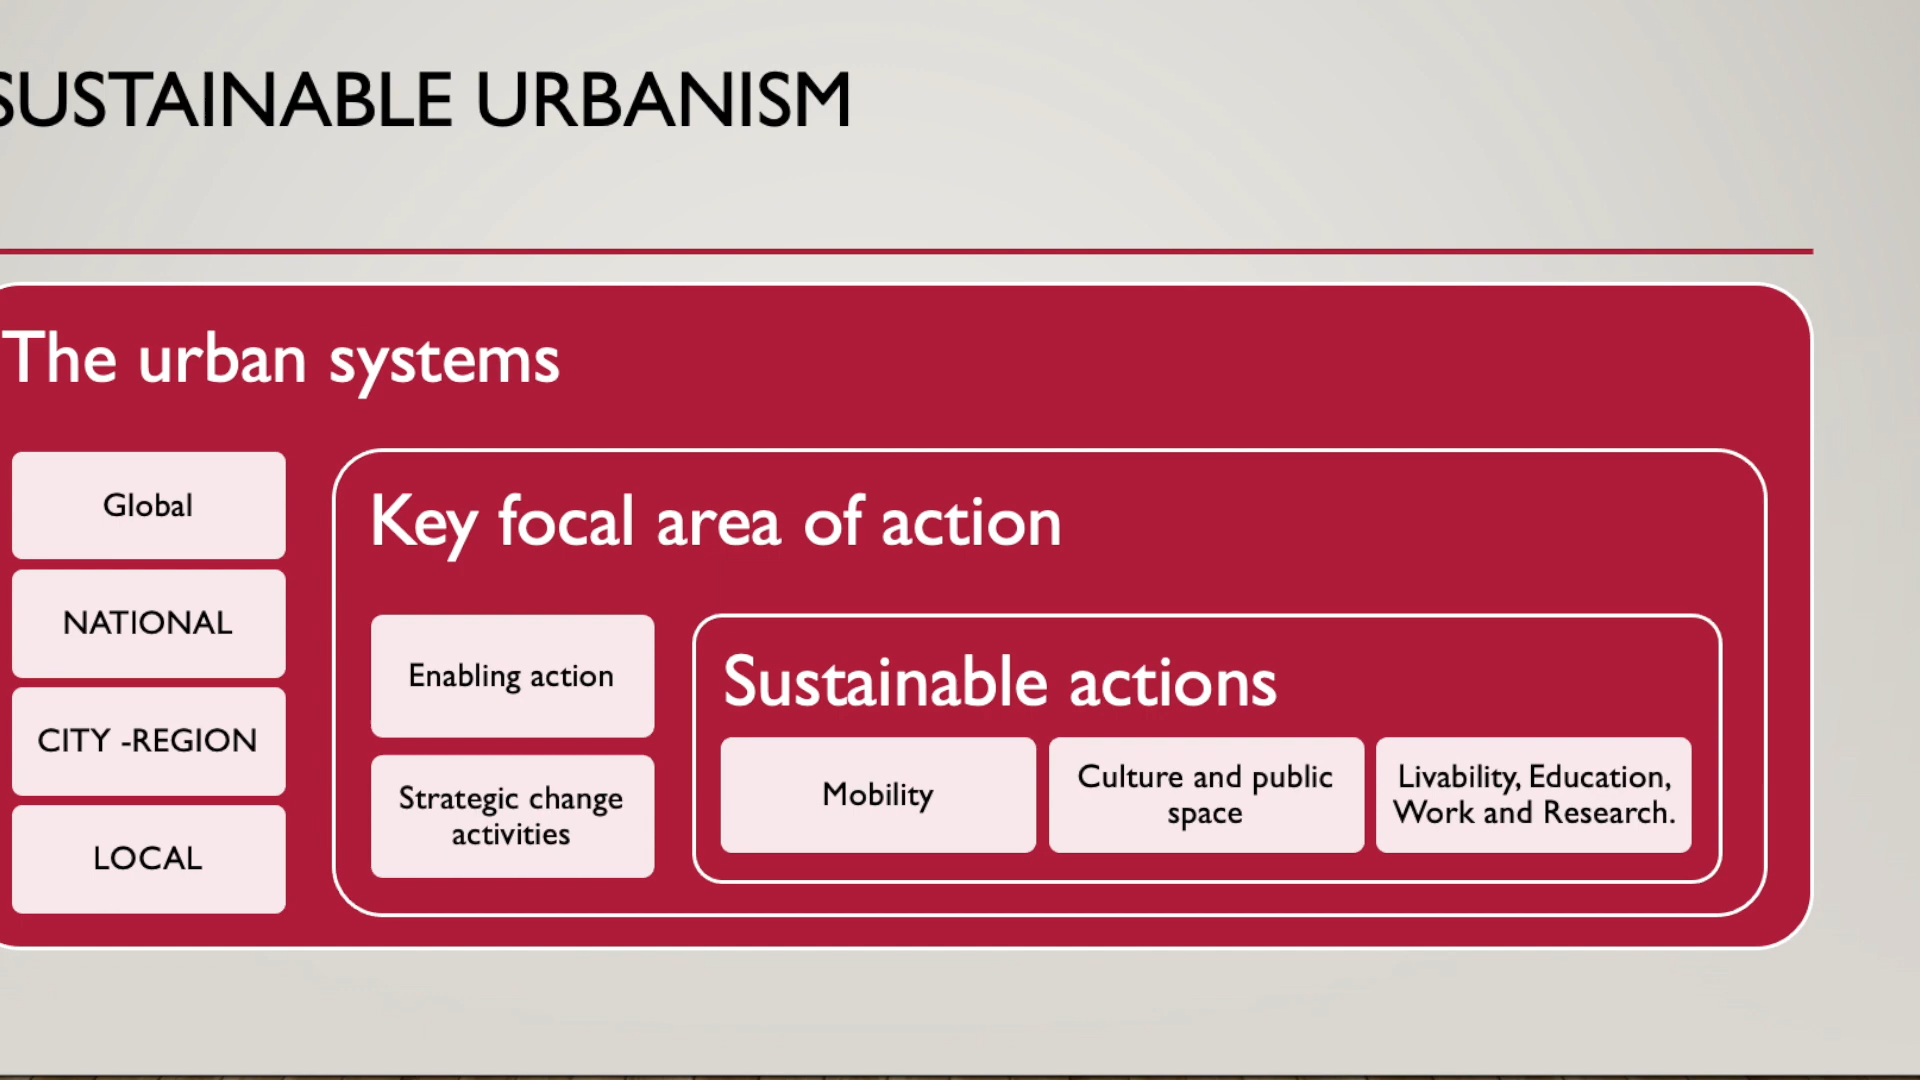 SUSTAINABLE URBANISM
The urban systems
Global
NATIONAL
CITY -REGION
LOCAL
Key focal area of action
Enabling action
Strategic change
activities
Sustainable actions
Mobility
Culture and public
space
Livability, Education,
Work and Research.